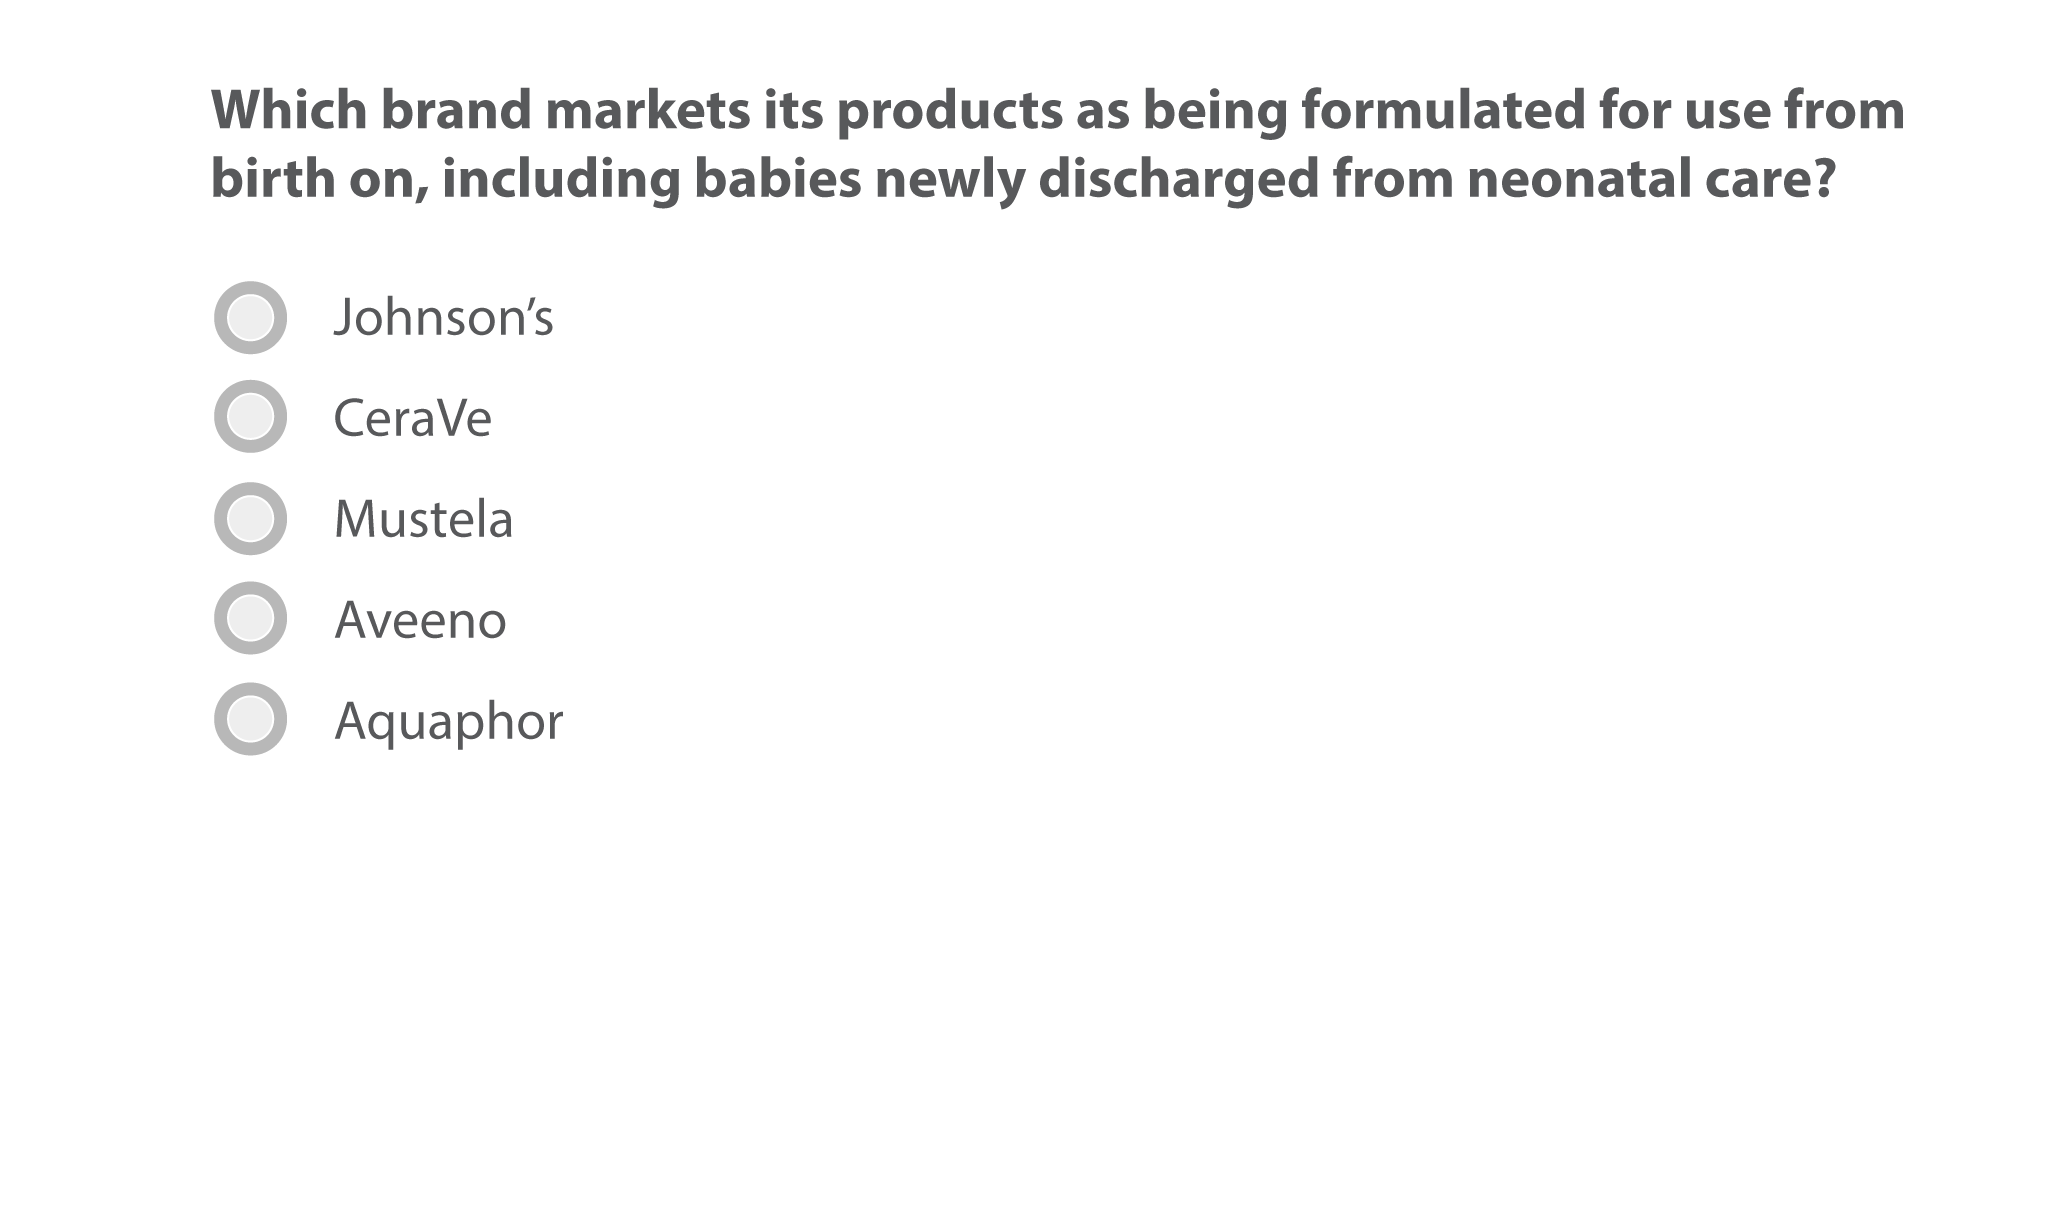 Which brand markets its products as being formulated for use from
birth on, including babies newly discharged from neonatal care?
Johnson’s
CeraVe
Mustela
Aveeno
Aquaphor